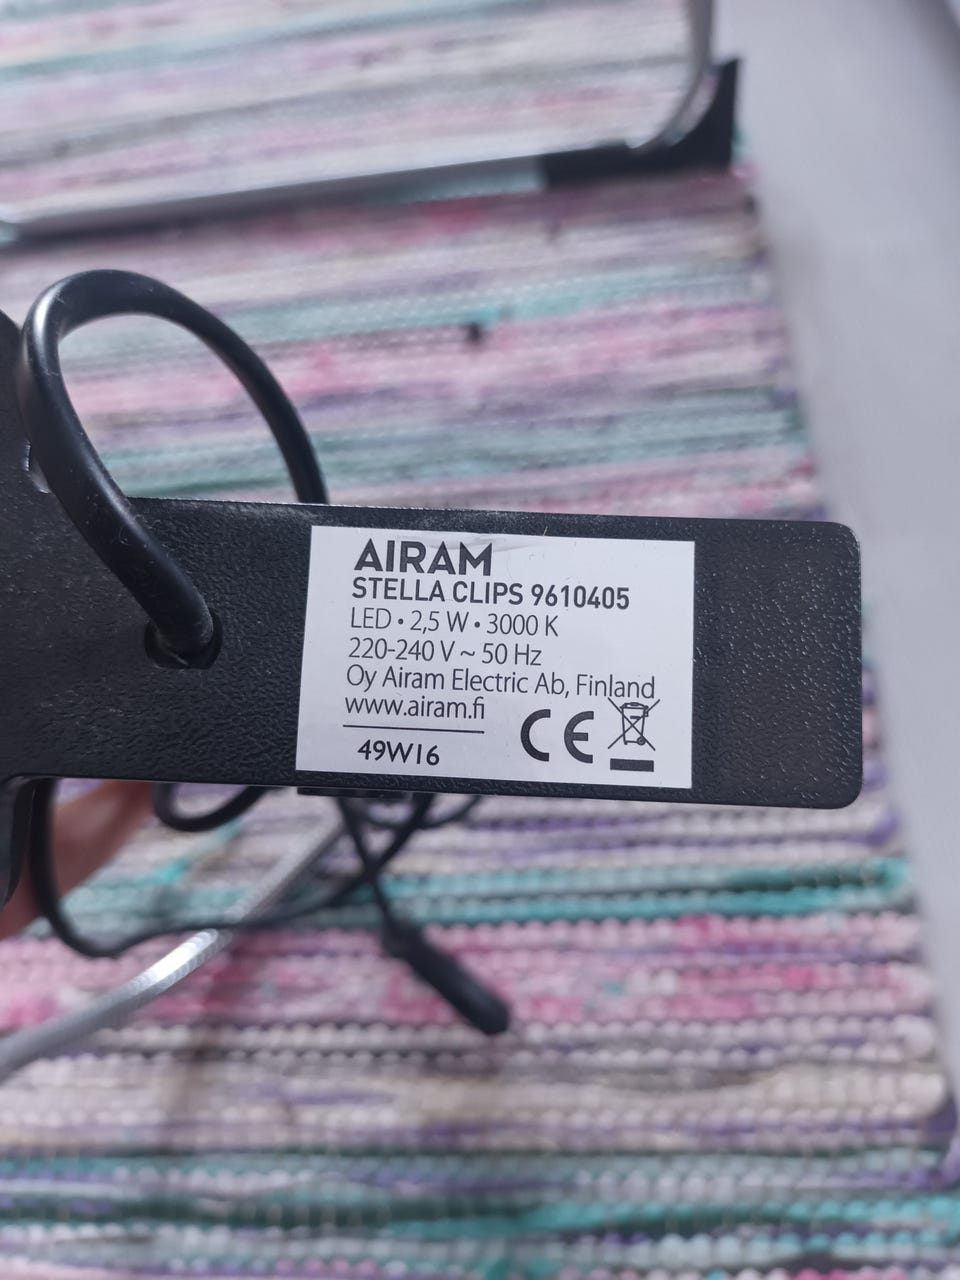 AIRAM
STELLA CLIPS 9610405
LED • 2,5 W • 3000 K
220-240 V ~ 50 Hz
Oy Airam Electric Ab, Finland
www.airam.fi
CE
49W16